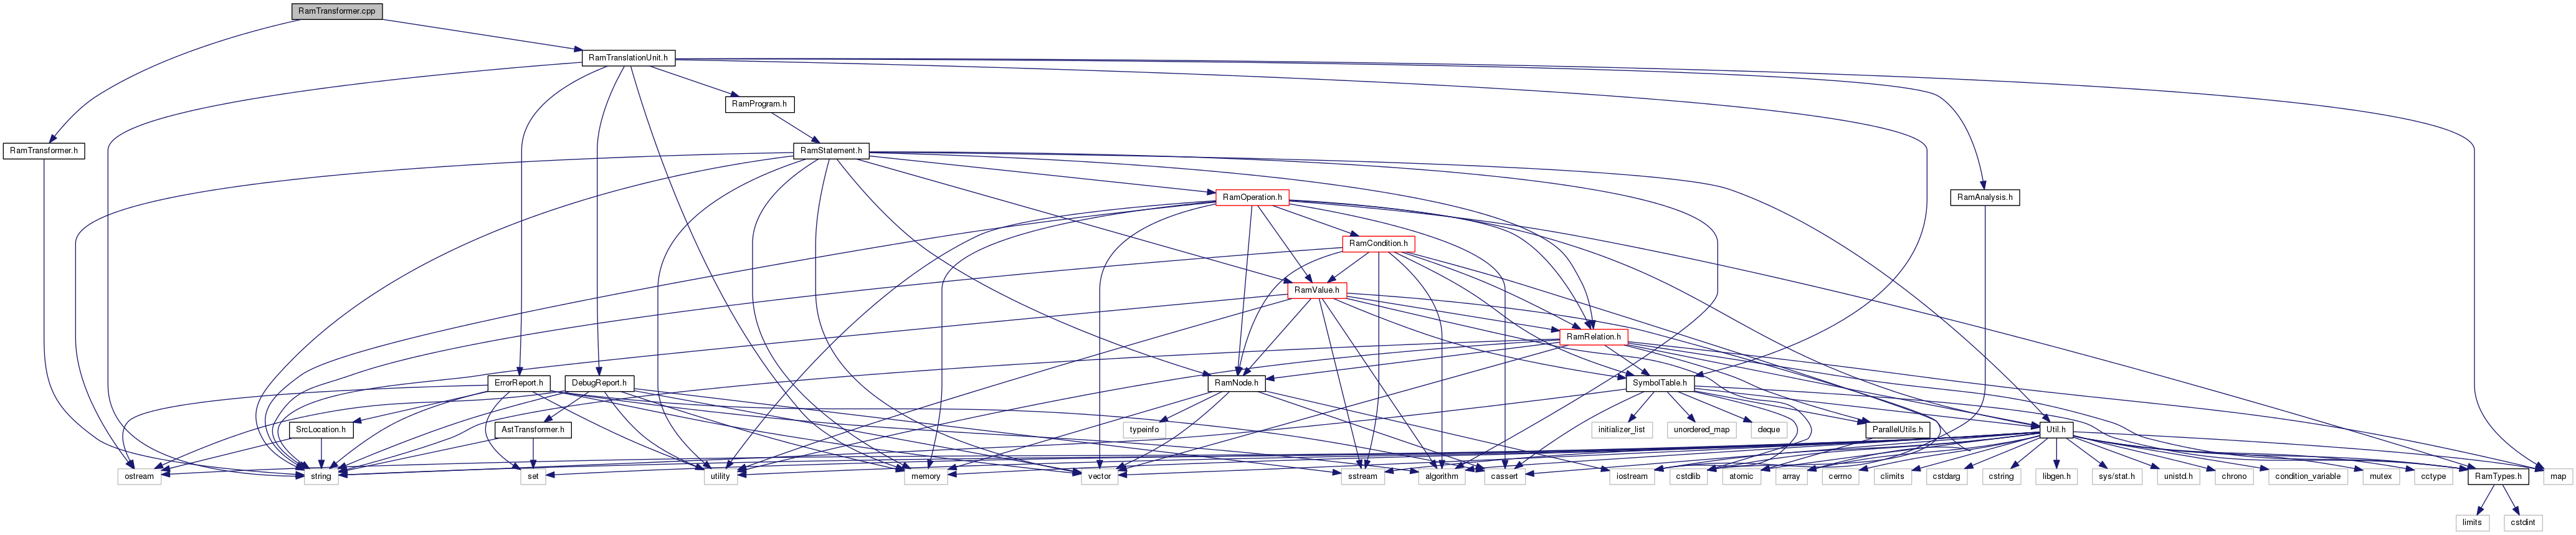 RamTransformer.cpp
RamTranslationUnit.h
RamProgram.h
RamTransformer.h
RamStatement.h
RamOperation.h
RamAnalysis.h
RamCondition.h
RamValue.h
RamRelation.h
ErrorReport.h
DebugReport.h
RamNode.h
SymbolTable.h
SrcLocation.h
AstTransformer.h
typeinfo
initializer_list
unordered_map
deque
ParallelUtils.h
Util.h
ostream
string
set
utility
memory
vector
sstream
algorithm
cassert
iostream
cstdlib
atomic
array
cerrno
climits
cstdarg
cstring
libgen.h
sys/stat.h
unistd.h
chrono
condition_variable
mutex
cctype
RamTypes.h
map
limits
cstdint